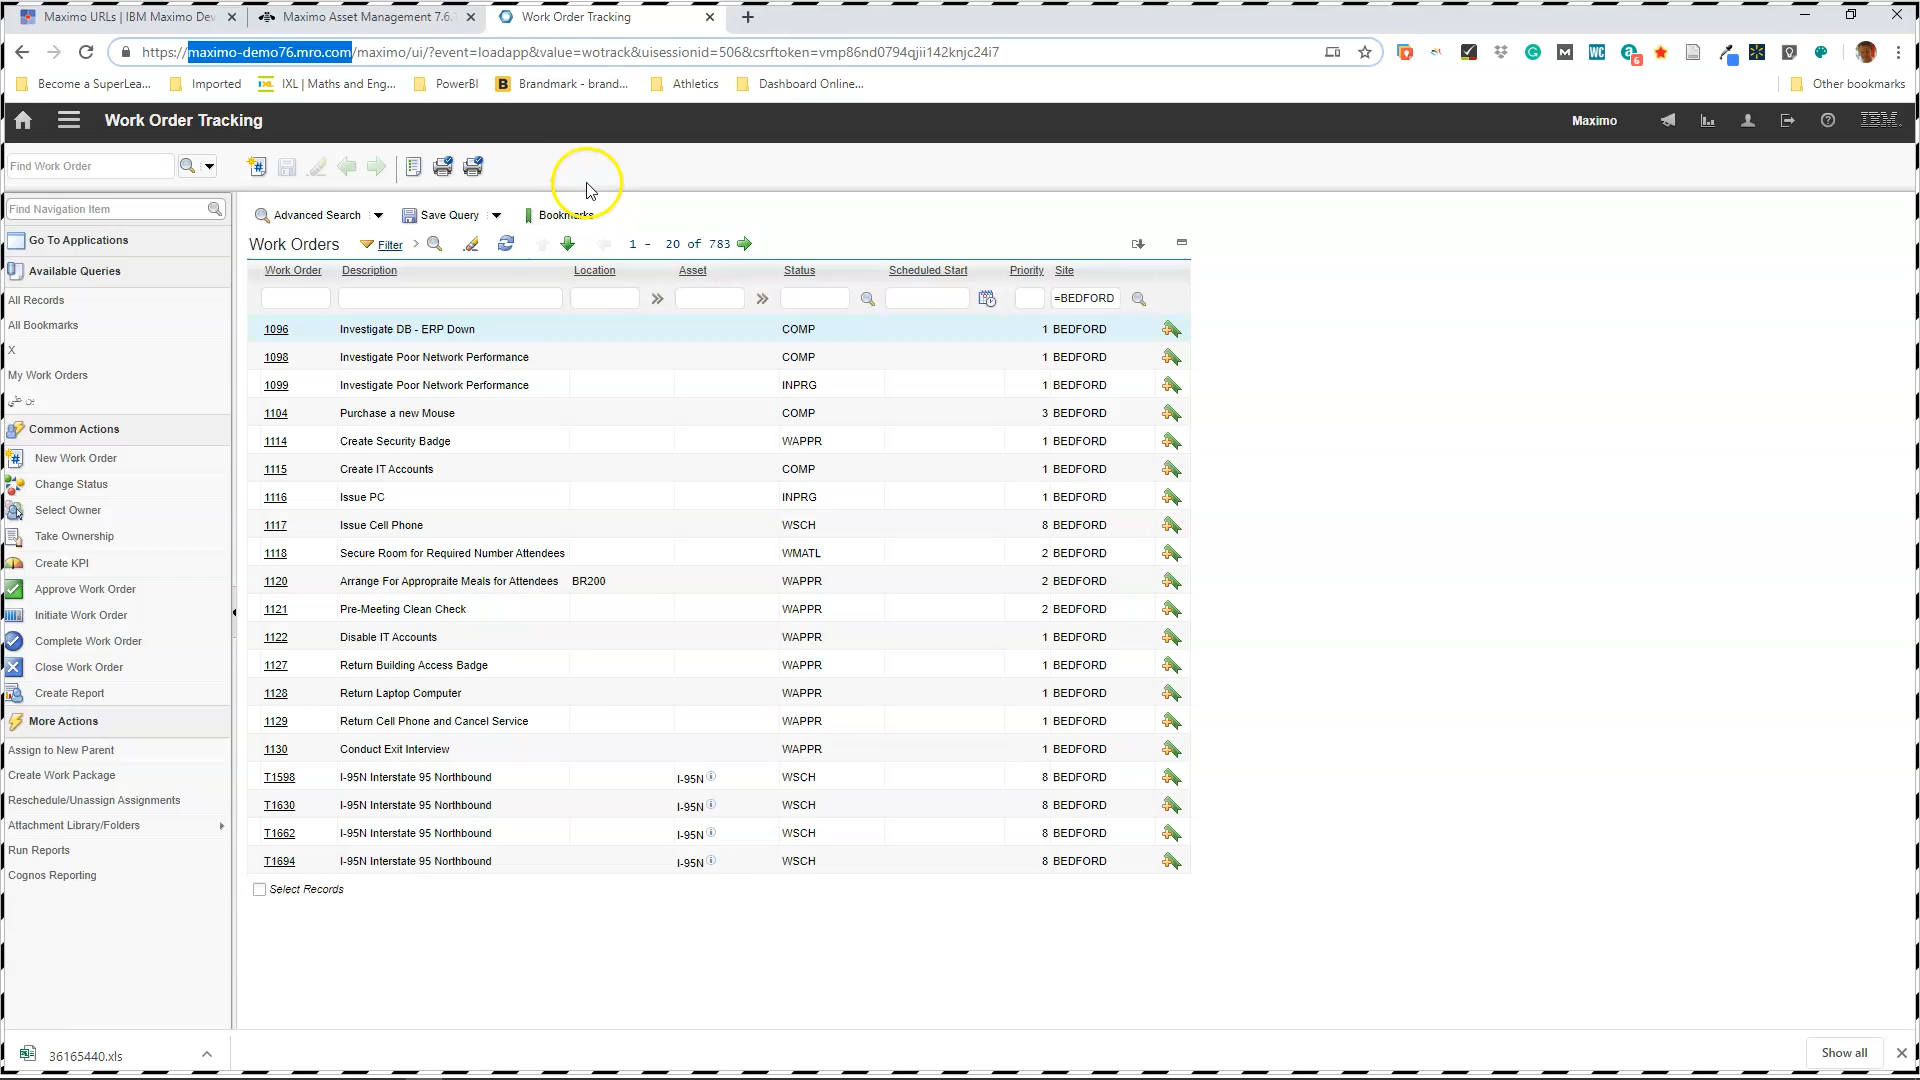 Maximo URLs | IBM Maximo Dev
Maximo Asset Management 7.6.1
Work Order Tracking
https://maximo-demo76.mro.com/maximo/ui/?event=loadapp&value=wotrack&uisessionid=506&csrftoken=vmp86nd0794qjii142knjc24i7
Become a SuperLea...
Imported
IXL | Maths and Eng...
PowerBI
Brandmark - brand...
Athletics
Dashboard Online...
Other bookmarks
Work Order Tracking
Maximo
IBM
Find Work Order
Find Navigation Item
Go To Applications
Available Queries
All Records
All Bookmarks
X
My Work Orders
بن علي
Common Actions
New Work Order
Change Status
Select Owner
Take Ownership
Create KPI
Approve Work Order
Initiate Work Order
Complete Work Order
Close Work Order
Create Report
More Actions
Assign to New Parent
Create Work Package
Reschedule/Unassign Assignments
Attachment Library/Folders
Run Reports
Cognos Reporting
Advanced Search Save Query Bookmarks
Work Orders Filter 1 - 20 of 783
Work Order Description Location Asset Status Scheduled Start Priority Site
=BEDFORD
1096 Investigate DB - ERP Down COMP 1 BEDFORD
1098 Investigate Poor Network Performance COMP 1 BEDFORD
1099 Investigate Poor Network Performance INPRG 1 BEDFORD
1104 Purchase a new Mouse COMP 3 BEDFORD
1114 Create Security Badge WAPPR 1 BEDFORD
1115 Create IT Accounts COMP 1 BEDFORD
1116 Issue PC INPRG 1 BEDFORD
1117 Issue Cell Phone WSCH 8 BEDFORD
1118 Secure Room for Required Number Attendees WMATL 2 BEDFORD
1120 Arrange For Appropraite Meals for Attendees BR200 WAPPR 2 BEDFORD
1121 Pre-Meeting Clean Check WAPPR 2 BEDFORD
1122 Disable IT Accounts WAPPR 1 BEDFORD
1127 Return Building Access Badge WAPPR 1 BEDFORD
1128 Return Laptop Computer WAPPR 1 BEDFORD
1129 Return Cell Phone and Cancel Service WAPPR 1 BEDFORD
1130 Conduct Exit Interview WAPPR 1 BEDFORD
T1598 I-95N Interstate 95 Northbound I-95N WSCH 8 BEDFORD
T1630 I-95N Interstate 95 Northbound I-95N WSCH 8 BEDFORD
T1662 I-95N Interstate 95 Northbound I-95N WSCH 8 BEDFORD
T1694 I-95N Interstate 95 Northbound I-95N WSCH 8 BEDFORD
Select Records
36165440.xls
Show all